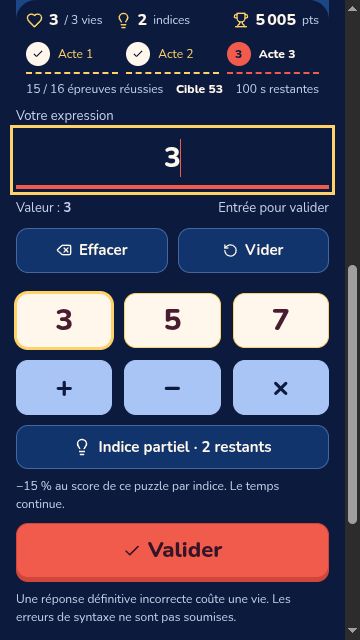 3 / 3 vies 2 indices 5 005 pts
Acte 1 Acte 2 3 Acte 3
15 / 16 épreuves réussies Cible 53 100 s restantes
Votre expression
3
Valeur : 3 Entrée pour valider
Effacer Vider
3 5 7
+ − ×
Indice partiel · 2 restants
−15 % au score de ce puzzle par indice. Le temps
continue.
Valider
Une réponse définitive incorrecte coûte une vie. Les
erreurs de syntaxe ne sont pas soumises.